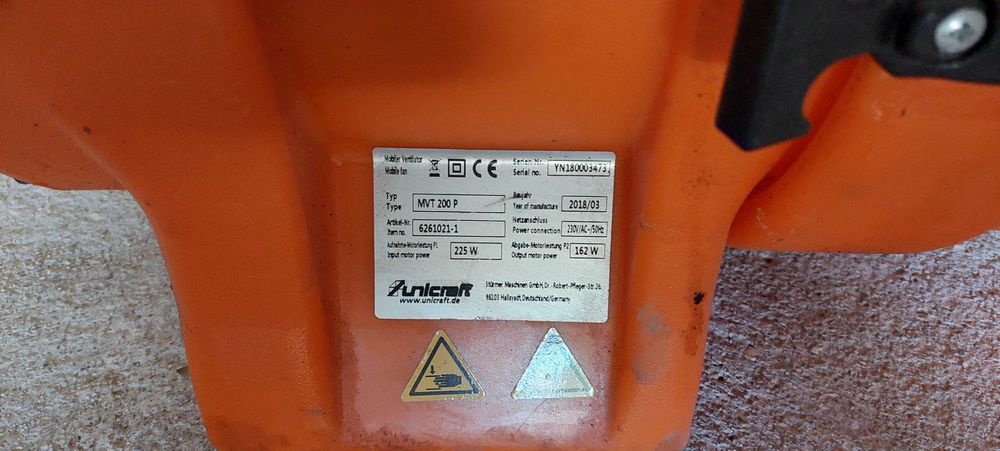 Mobiler Ventilator
Mobile fan
CE
Serien Nr.
Serial no.
YN180003473
Typ
Type
MVT 200 P
Baujahr
Year of manufacture
2018/03
Artikel-Nr.
Item no.
6261021-1
Netzanschluss
Power connection
230V/AC~/50Hz
Aufnahme-Motorleistung P1
Input motor power
225 W
Abgabe-Motorleistung P2
Output motor power
162 W
unicraft
www.unicraft.de
Stürmer Maschinen GmbH, Dr.-Robert-Pfleger-Str. 26
96103 Hallstadt, Deutschland/Germany